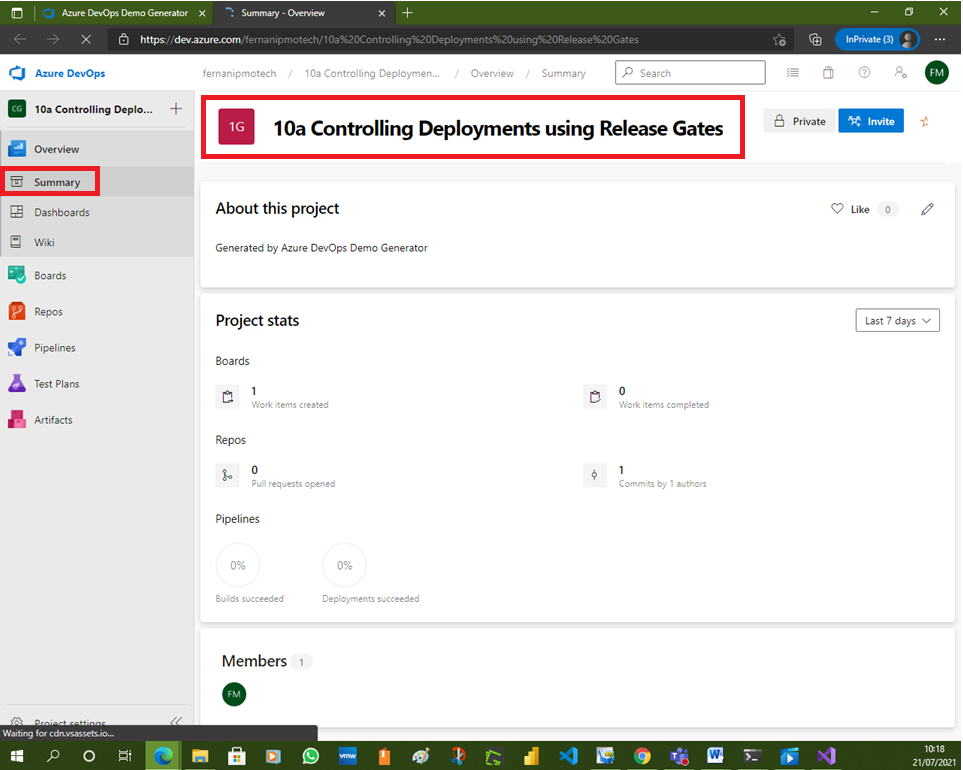 Azure DevOps Demo Generator
Summary - Overview
https://dev.azure.com/fernanipmotech/10a%20Controlling%20Deployments%20using%20Release%20Gates
InPrivate (3)
Azure DevOps
fernanipmotech / 10a Controlling Deploymen... / Overview / Summary
Search
FM
CG
10a Controlling Deplo...
1G
10a Controlling Deployments using Release Gates
Private
Invite
Overview
Summary
Dashboards
Wiki
Boards
Repos
Pipelines
Test Plans
Artifacts
About this project
Like 0
Generated by Azure DevOps Demo Generator
Project stats
Last 7 days
Boards
1
Work items created
0
Work items completed
Repos
0
Pull requests opened
1
Commits by 1 authors
Pipelines
0%
Builds succeeded
0%
Deployments succeeded
Members 1
FM
Project settings
Waiting for cdn.vsassets.io...
vmw
10:18
21/07/2021